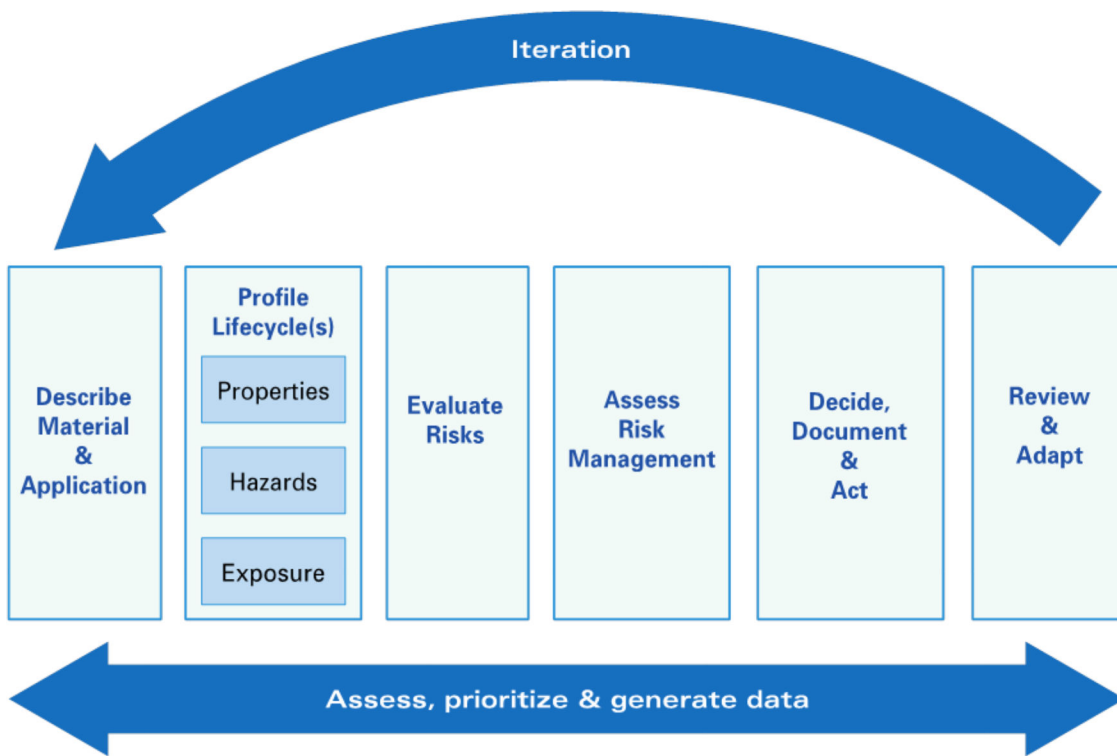 Iteration
Describe
Material
&
Application
Profile
Lifecycle(s)
Properties
Hazards
Exposure
Evaluate
Risks
Assess
Risk
Management
Decide,
Document
&
Act
Review
&
Adapt
Assess, prioritize & generate data